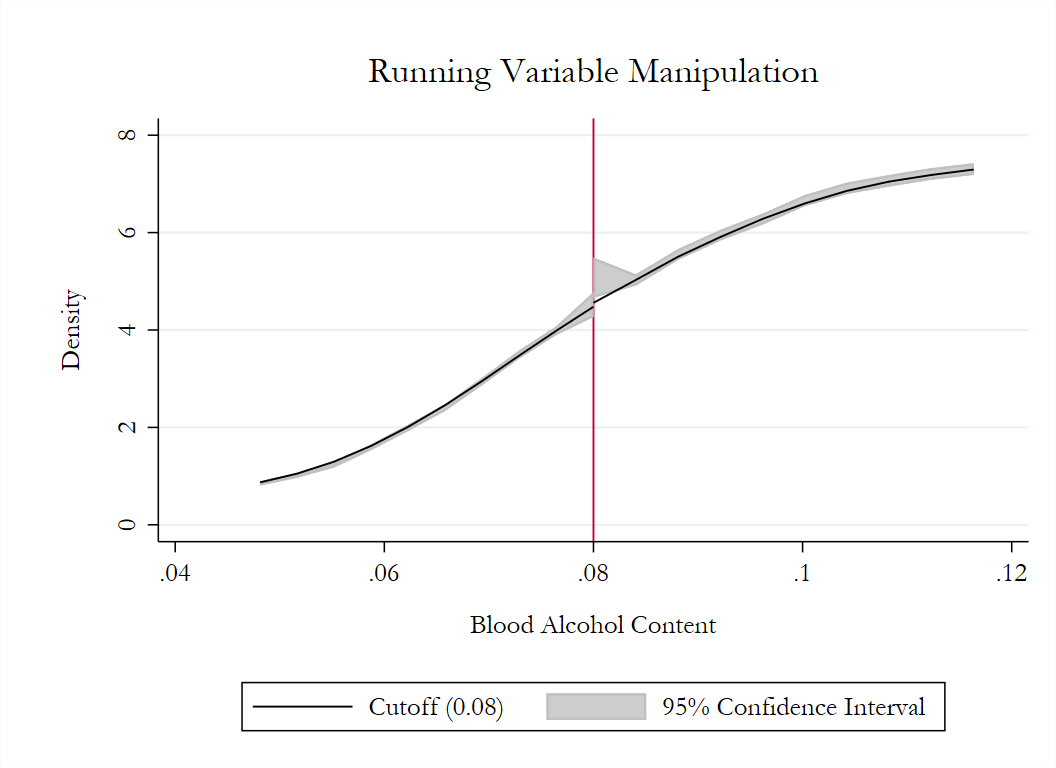 Running Variable Manipulation
8
6
4
2
0
Density
.04 .06 .08 .1 .12
Blood Alcohol Content
Cutoff (0.08) 95% Confidence Interval